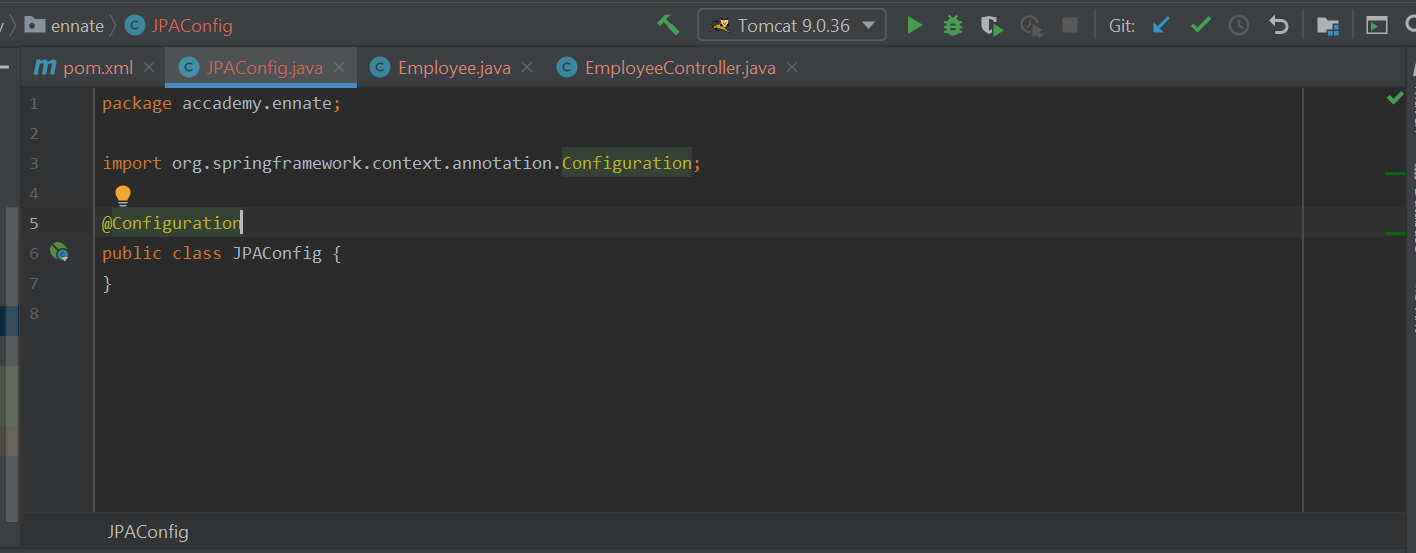 ennate JPAConfig Tomcat 9.0.36 Git:
m pom.xml C JPAConfig.java C Employee.java C EmployeeController.java
1 package accademy.ennate;
2
3 import org.springframework.context.annotation.Configuration;
4
5 @Configuration
6 public class JPAConfig {
7 }
8
JPAConfig